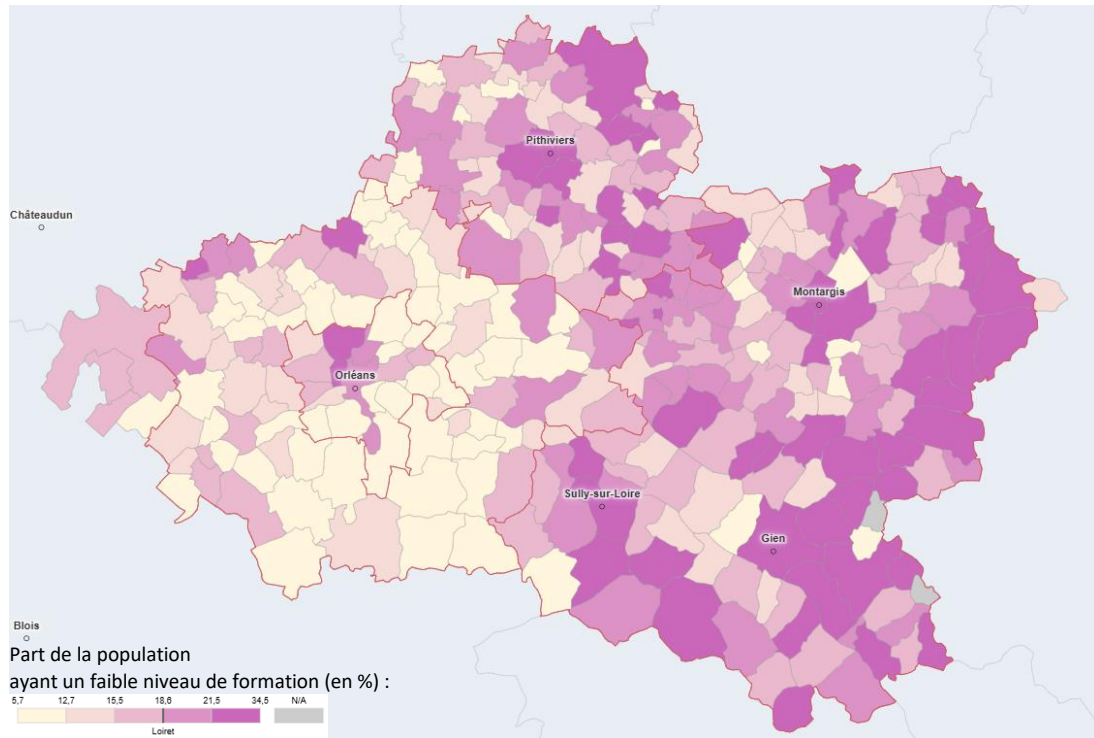 Pithiviers
Châteaudun
Montargis
Orléans
Sully-sur-Loire
Gien
Blois
Part de la population
ayant un faible niveau de formation (en %) :
5,7 12,7 15,5 18,6 21,5 34,5 N/A
Loiret